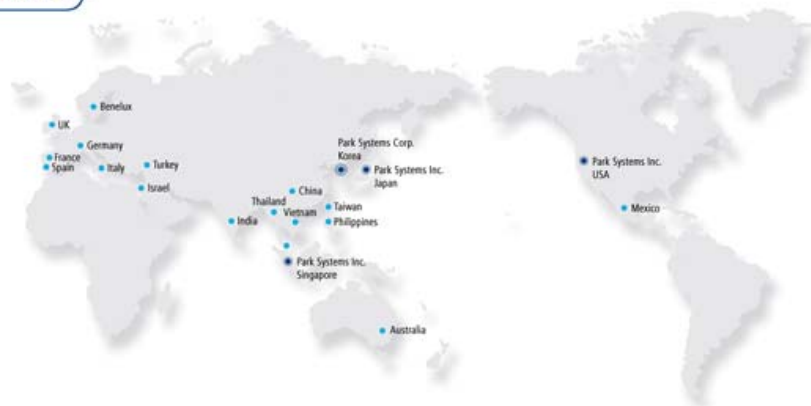 Benelux
UK
Germany
France
Spain
Italy
Turkey
Israel
Park Systems Corp.
Korea
Park Systems Inc.
Japan
China
Thailand
Vietnam
Taiwan
India
Philippines
Park Systems Inc.
Singapore
Australia
Park Systems Inc.
USA
Mexico